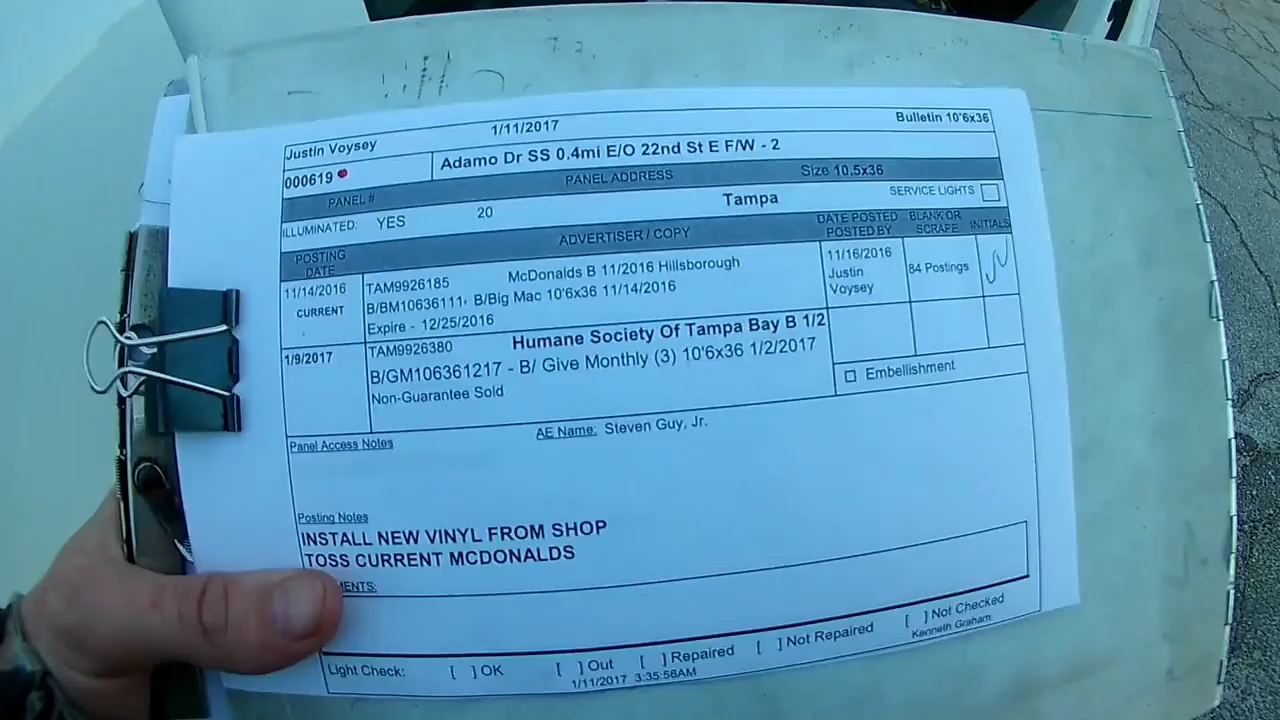 Justin Voysey 1/11/2017 Bulletin 10'6x36
000619 Adamo Dr SS 0.4mi E/O 22nd St E F/W - 2
PANEL # PANEL ADDRESS Size 10.5x36
ILLUMINATED: YES 20 Tampa SERVICE LIGHTS
POSTING DATE ADVERTISER / COPY DATE POSTED POSTED BY BLANK OR SCRAPE INITIALS
11/14/2016 TAM9926185 McDonalds B 11/2016 Hillsborough 11/16/2016
CURRENT B/BM10636111, B/Big Mac 10'6x36 11/14/2016 Justin Voysey 84 Postings
Expire - 12/25/2016
1/9/2017 TAM9926380 Humane Society Of Tampa Bay B 1/2
B/GM106361217 - B/ Give Monthly (3) 10'6x36 1/2/2017
Non-Guarantee Sold Embellishment
Panel Access Notes AE Name: Steven Guy, Jr.
Posting Notes
INSTALL NEW VINYL FROM SHOP
TOSS CURRENT MCDONALDS
MENTS:
Light Check: [ ] OK [ ] Out [ ] Repaired [ ] Not Repaired [ ] Not Checked
1/11/2017 3:35:56AM Kenneth Graham